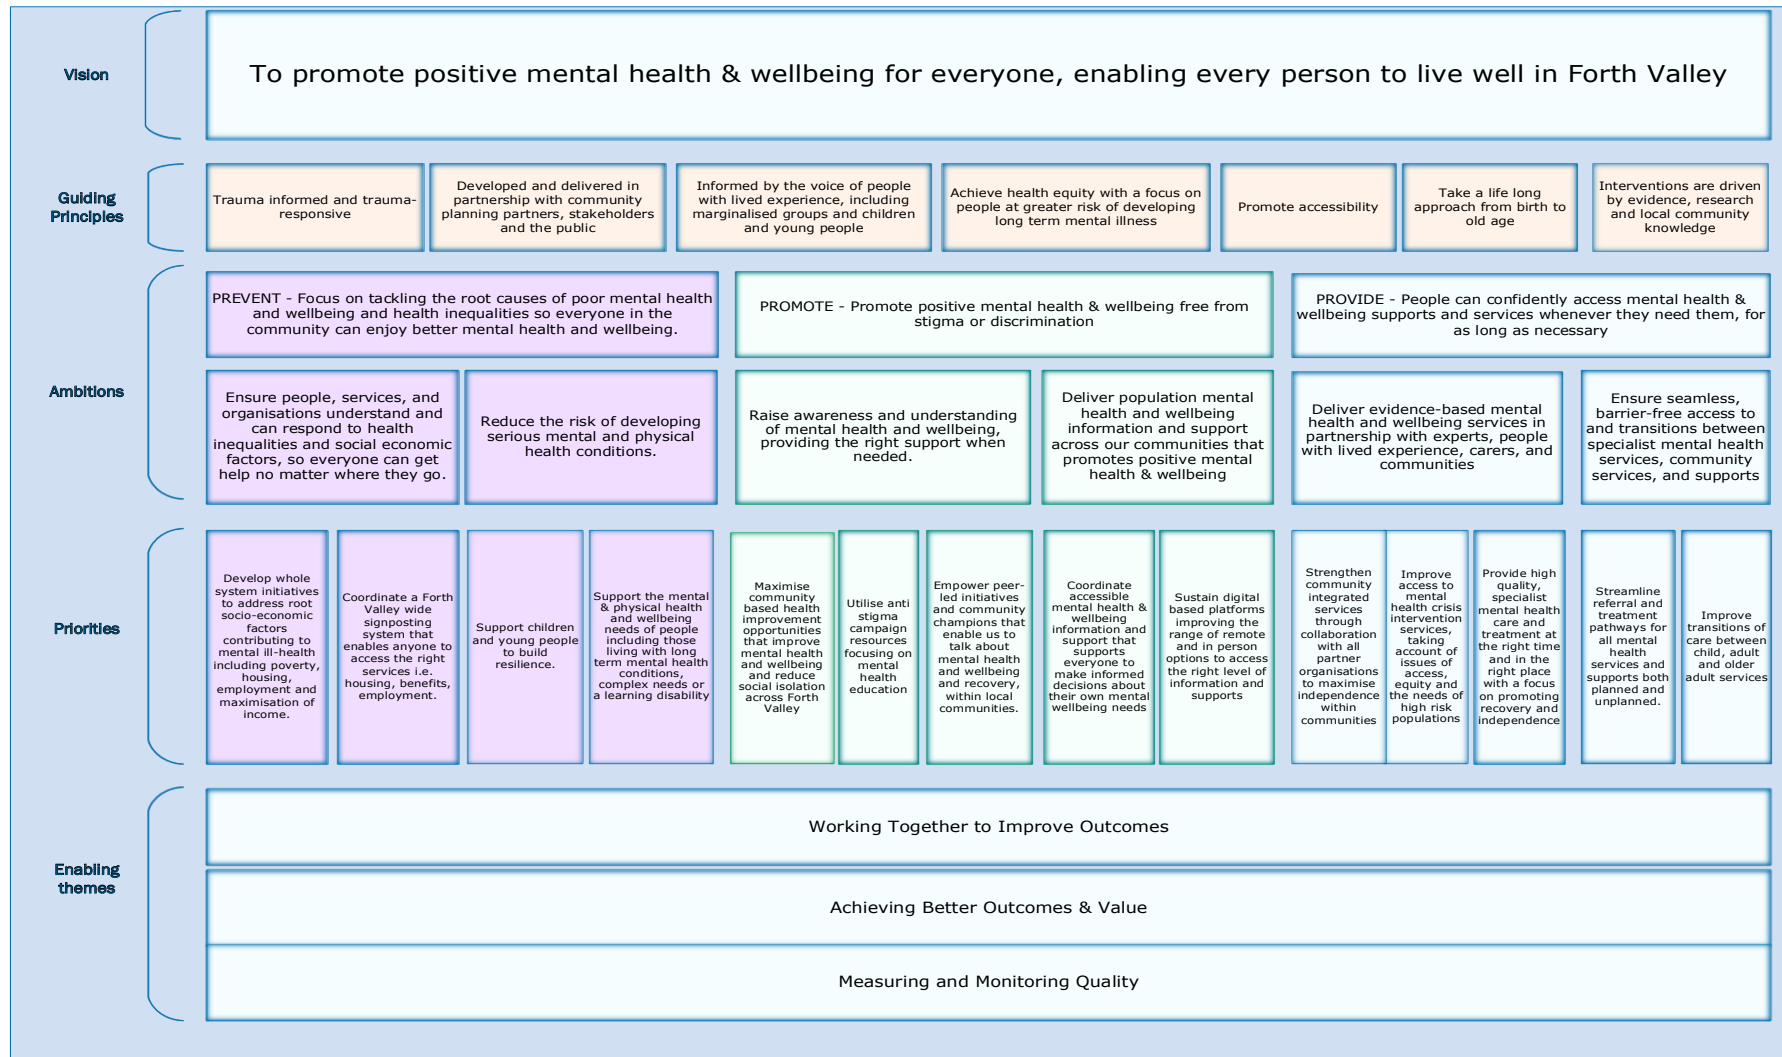 Vision
To promote positive mental health & wellbeing for everyone, enabling every person to live well in Forth Valley
Guiding
Principles
Trauma informed and trauma-
responsive
Developed and delivered in
partnership with community
planning partners, stakeholders
and the public
Informed by the voice of people
with lived experience, including
marginalised groups and children
and young people
Achieve health equity with a focus on
people at greater risk of developing
long term mental illness
Promote accessibility
Take a life long
approach from birth to
old age
Interventions are driven
by evidence, research
and local community
knowledge
Ambitions
PREVENT - Focus on tackling the root causes of poor mental health
and wellbeing and health inequalities so everyone in the
community can enjoy better mental health and wellbeing.
PROMOTE - Promote positive mental health & wellbeing free from
stigma or discrimination
PROVIDE - People can confidently access mental health &
wellbeing supports and services whenever they need them, for
as long as necessary
Ensure people, services, and
organisations understand and
can respond to health
inequalities and social economic
factors, so everyone can get
help no matter where they go.
Reduce the risk of developing
serious mental and physical
health conditions.
Raise awareness and understanding
of mental health and wellbeing,
providing the right support when
needed.
Deliver population mental
health and wellbeing
information and support
across our communities that
promotes positive mental
health & wellbeing
Deliver evidence-based mental
health and wellbeing services in
partnership with experts, people
with lived experience, carers, and
communities
Ensure seamless,
barrier-free access to
and transitions between
specialist mental health
services, community
services, and supports
Priorities
Develop whole
system initiatives
to address root
socio-economic
factors
contributing to
mental ill-health
including poverty,
housing,
employment and
maximisation of
income.
Coordinate a Forth
Valley wide
signposting
system that
enables anyone to
access the right
services i.e.
housing, benefits,
employment.
Support children
and young people
to build
resilience.
Support the mental
& physical health
and wellbeing
needs of people
including those
living with long
term mental health
conditions,
complex needs or
a learning disability
Maximise
community
based health
improvement
opportunities
that improve
mental health
and wellbeing
and reduce
social isolation
across Forth
Valley
Utilise anti
stigma
campaign
resources
focusing on
mental
health
education
Empower peer-
led initiatives
and community
champions that
enable us to
talk about
mental health
and wellbeing
and recovery,
within local
communities.
Coordinate
accessible
mental health &
wellbeing
information and
support that
supports
everyone to
make informed
decisions about
their own mental
wellbeing needs
Sustain digital
based platforms
improving the
range of remote
and in person
options to access
the right level of
information and
supports
Strengthen
community
integrated
services
through
collaboration
with all
partner
organisations
to maximise
independence
within
communities
Improve
access to
mental
health crisis
intervention
services,
taking
account of
issues of
access,
equity and
the needs of
high risk
populations
Provide high
quality,
specialist
mental health
care and
treatment at
the right time
and in the
right place
with a focus
on promoting
recovery and
independence
Streamline
referral and
treatment
pathways for
all mental
health
services and
supports both
planned and
unplanned.
Improve
transitions of
care between
child, adult
and older
adult services
Enabling
themes
Working Together to Improve Outcomes
Achieving Better Outcomes & Value
Measuring and Monitoring Quality